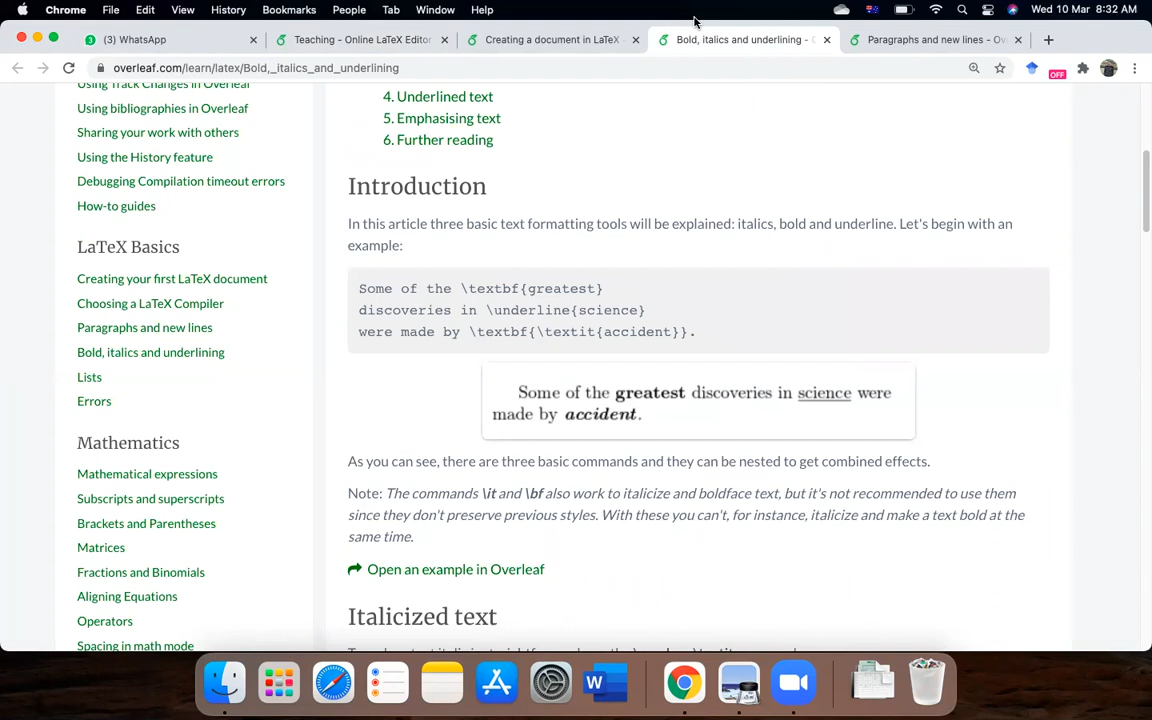 Chrome File Edit View History Bookmarks People Tab Window Help Wed 10 Mar 8:32 AM
(3) WhatsApp
Teaching - Online LaTeX Editor
Creating a document in LaTeX -
Bold, italics and underlining -
Paragraphs and new lines -
overleaf.com/learn/latex/Bold,_italics_and_underlining
OFF
Using Track Changes in Overleaf
Using bibliographies in Overleaf
Sharing your work with others
Using the History feature
Debugging Compilation timeout errors
How-to guides
LaTeX Basics
Creating your first LaTeX document
Choosing a LaTeX Compiler
Paragraphs and new lines
Bold, italics and underlining
Lists
Errors
Mathematics
Mathematical expressions
Subscripts and superscripts
Brackets and Parentheses
Matrices
Fractions and Binomials
Aligning Equations
Operators
Spacing in math mode
4. Underlined text
5. Emphasising text
6. Further reading
Introduction
In this article three basic text formatting tools will be explained: italics, bold and underline. Let's begin with an
example:
Some of the \textbf{greatest}
discoveries in \underline{science}
were made by \textbf{\textit{accident}}.
Some of the greatest discoveries in science were
made by accident.
As you can see, there are three basic commands and they can be nested to get combined effects.
Note: The commands \it and \bf also work to italicize and boldface text, but it's not recommended to use them
since they don't preserve previous styles. With these you can't, for instance, italicize and make a text bold at the
same time.
Open an example in Overleaf
Italicized text